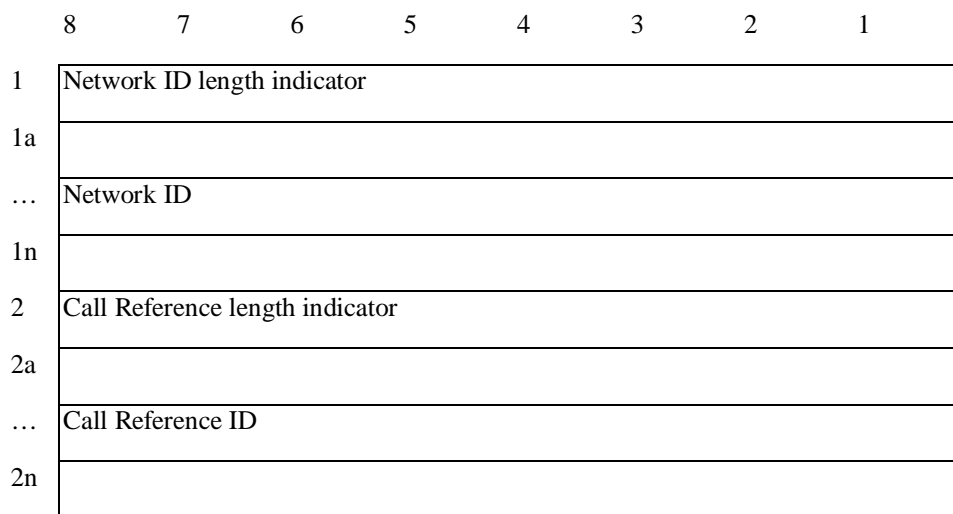 8 7 6 5 4 3 2 1
1 Network ID length indicator
1a
… Network ID
1n
2 Call Reference length indicator
2a
… Call Reference ID
2n